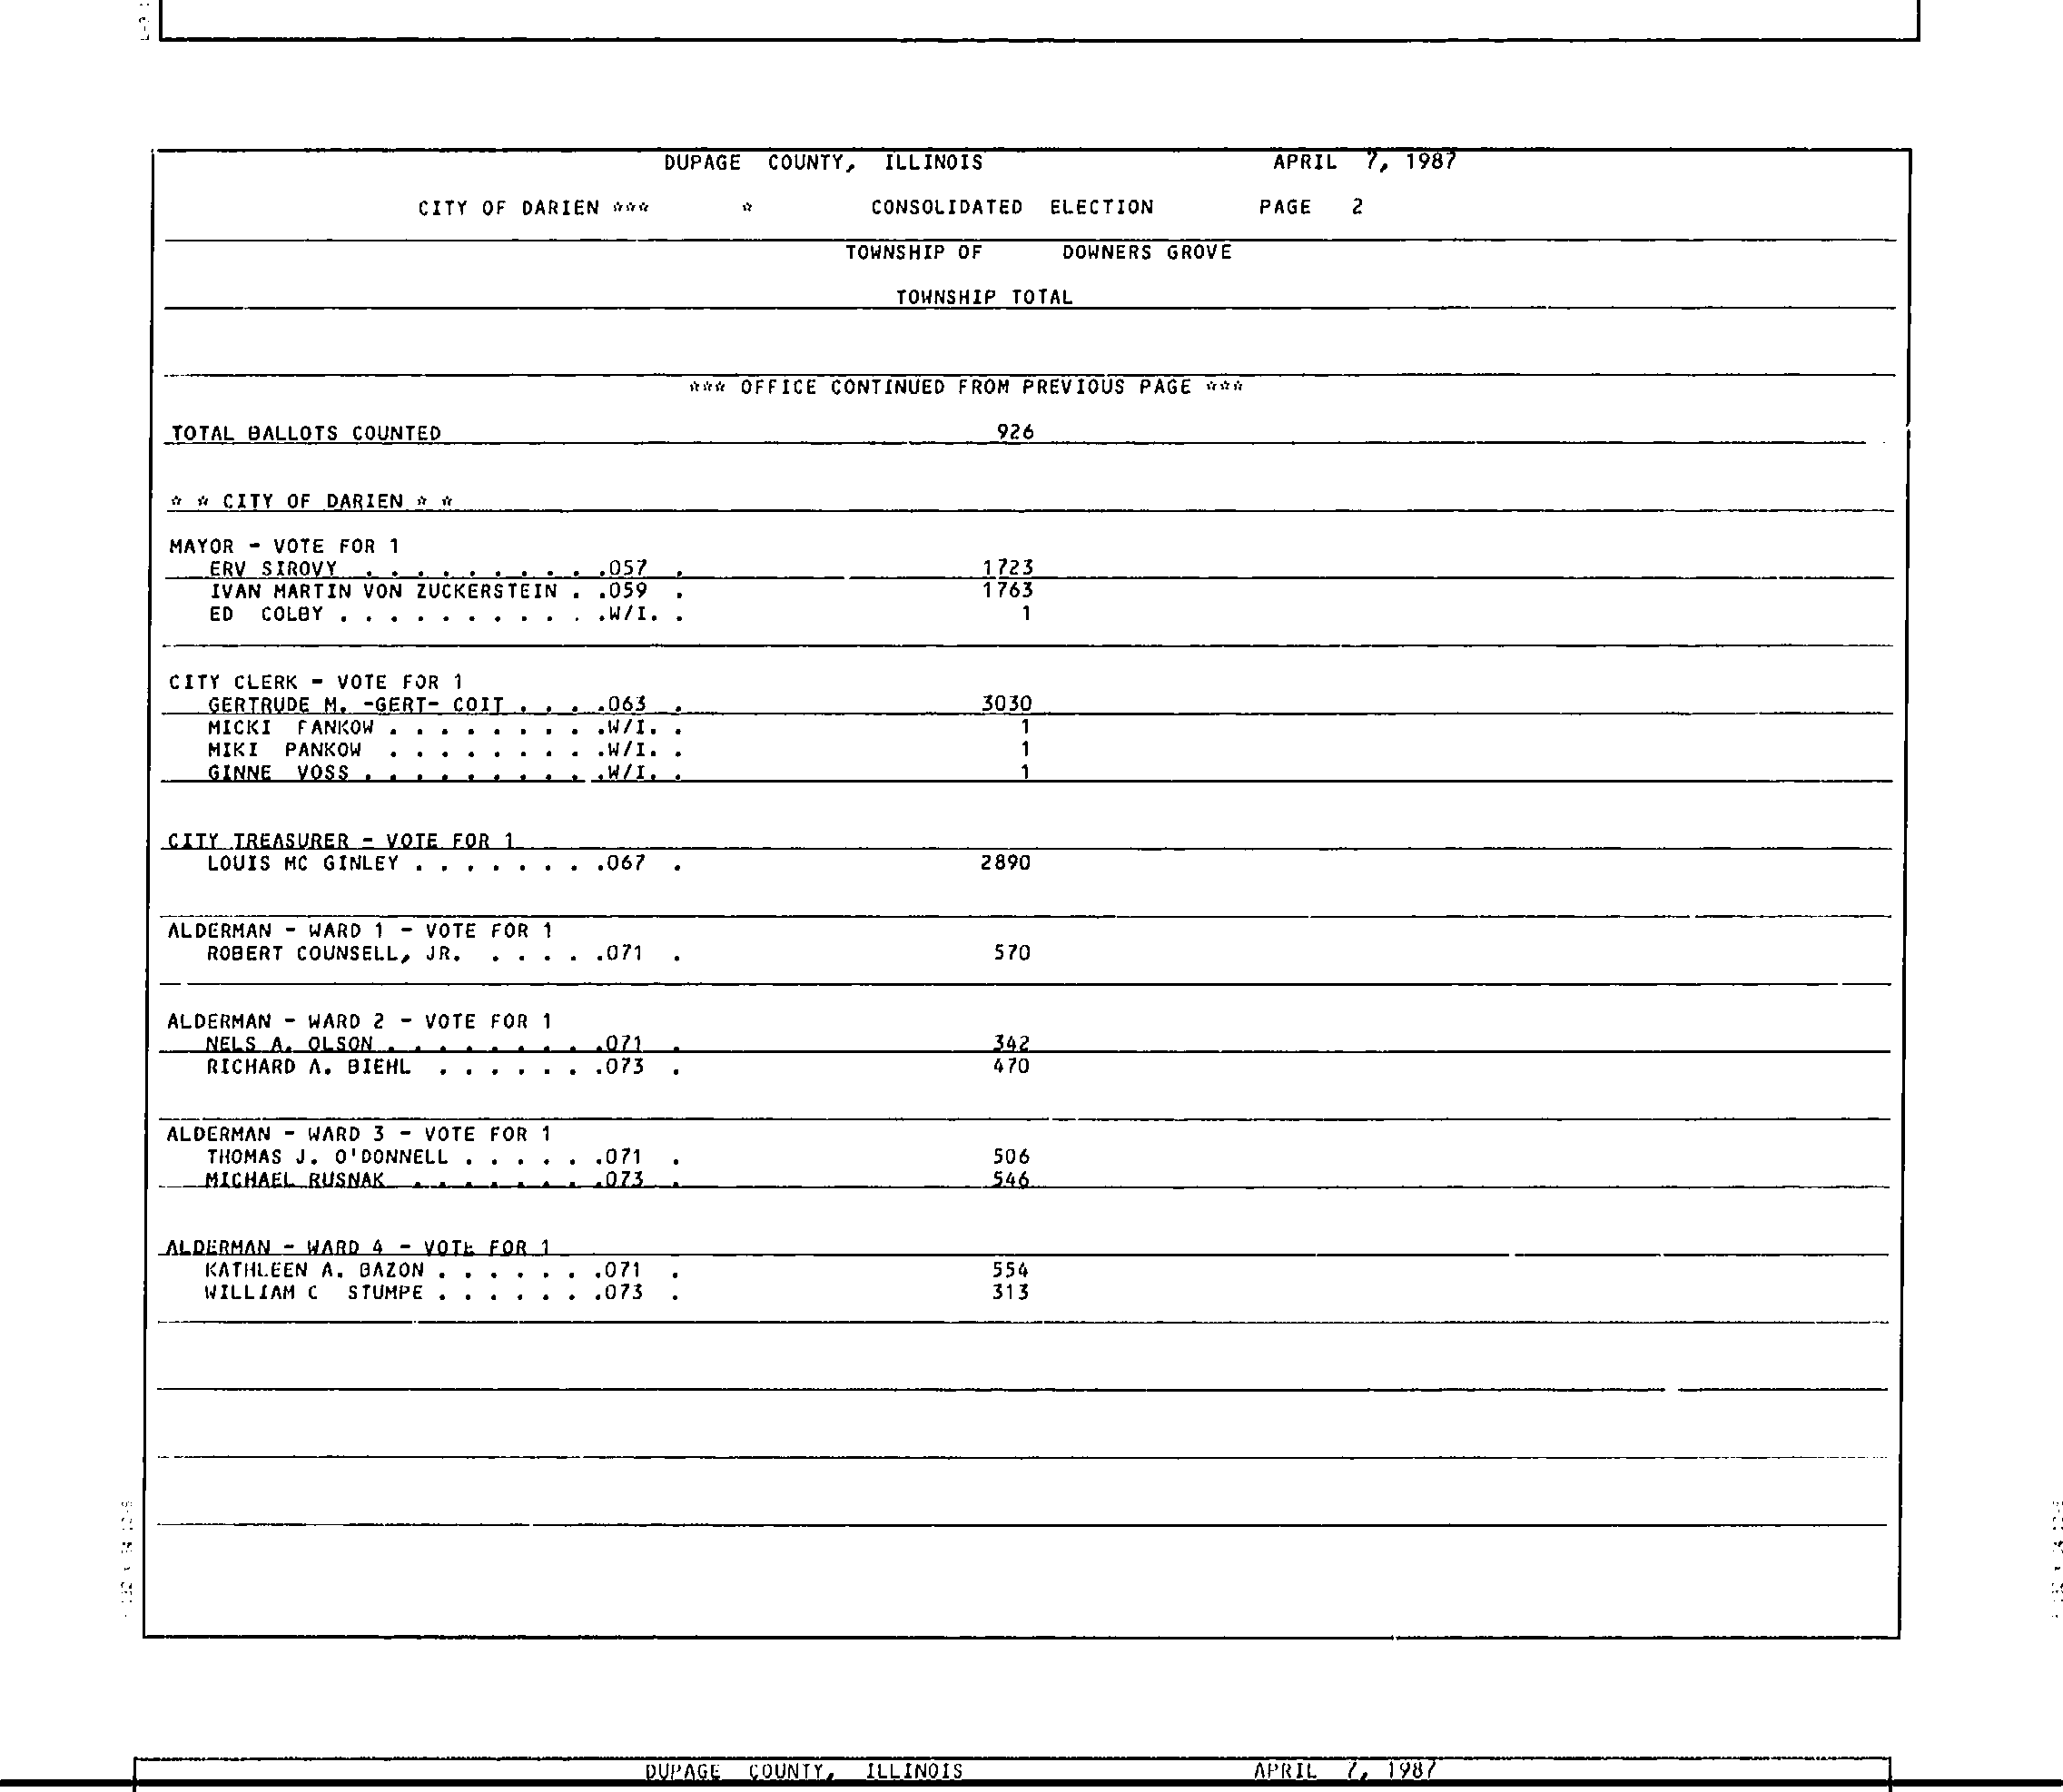 DUPAGE COUNTY, ILLINOIS APRIL 7, 1987
CITY OF DARIEN *** * CONSOLIDATED ELECTION PAGE 2
TOWNSHIP OF DOWNERS GROVE
TOWNSHIP TOTAL
*** OFFICE CONTINUED FROM PREVIOUS PAGE ***
TOTAL BALLOTS COUNTED 926
* * CITY OF DARIEN * *
MAYOR - VOTE FOR 1
ERV SIROVY . . . . . . . . . .057 . 1723
IVAN MARTIN VON ZUCKERSTEIN . .059 . 1763
ED COLBY . . . . . . . . . . .W/I. . 1
CITY CLERK - VOTE FOR 1
GERTRUDE M. -GERT- COIT . . . .063 . 3030
MICKI FANKOW . . . . . . . . .W/I. . 1
MIKI PANKOW . . . . . . . . .W/I. . 1
GINNE VOSS . . . . . . . . . .W/I. . 1
CITY TREASURER - VOTE FOR 1
LOUIS MC GINLEY . . . . . . . .067 . 2890
ALDERMAN - WARD 1 - VOTE FOR 1
ROBERT COUNSELL, JR. . . . . .071 . 570
ALDERMAN - WARD 2 - VOTE FOR 1
NELS A. OLSON . . . . . . . . .071 . 342
RICHARD A. BIEHL . . . . . . .073 . 470
ALDERMAN - WARD 3 - VOTE FOR 1
THOMAS J. O'DONNELL . . . . . .071 . 506
MICHAEL RUSNAK . . . . . . . .073 . 546
ALDERMAN - WARD 4 - VOTE FOR 1
KATHLEEN A. BAZON . . . . . . .071 . 554
WILLIAM C STUMPE . . . . . . .073 . 313
DUPAGE COUNTY, ILLINOIS APRIL 7, 1987